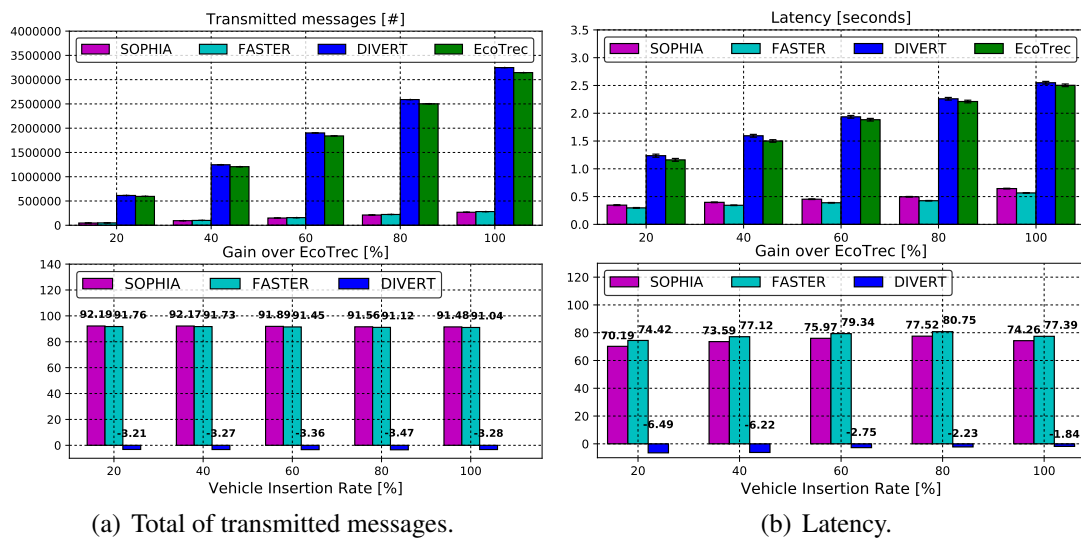 Transmitted messages [#]
4000000
SOPHIA FASTER DIVERT EcoTrec
3500000
3000000
2500000
2000000
1500000
1000000
500000
0
20 40 60 80 100
Gain over EcoTrec [%]
140
SOPHIA FASTER DIVERT
120
100
92.19 91.76 92.17 91.73 91.89 91.45 91.56 91.12 91.48 91.04
80
60
40
20
-3.21 -3.27 -3.36 -3.47 -3.28
0
20 40 60 80 100
Vehicle Insertion Rate [%]
(a) Total of transmitted messages.
Latency [seconds]
3.5
SOPHIA FASTER DIVERT EcoTrec
3.0
2.5
2.0
1.5
1.0
0.5
0.0
20 40 60 80 100
Gain over EcoTrec [%]
120
SOPHIA FASTER DIVERT
100
80
70.19 74.42 73.59 77.12 75.97 79.34 77.52 80.75 74.26 77.39
60
40
20
-6.49 -6.22 -2.75 -2.23 -1.84
0
20 40 60 80 100
Vehicle Insertion Rate [%]
(b) Latency.